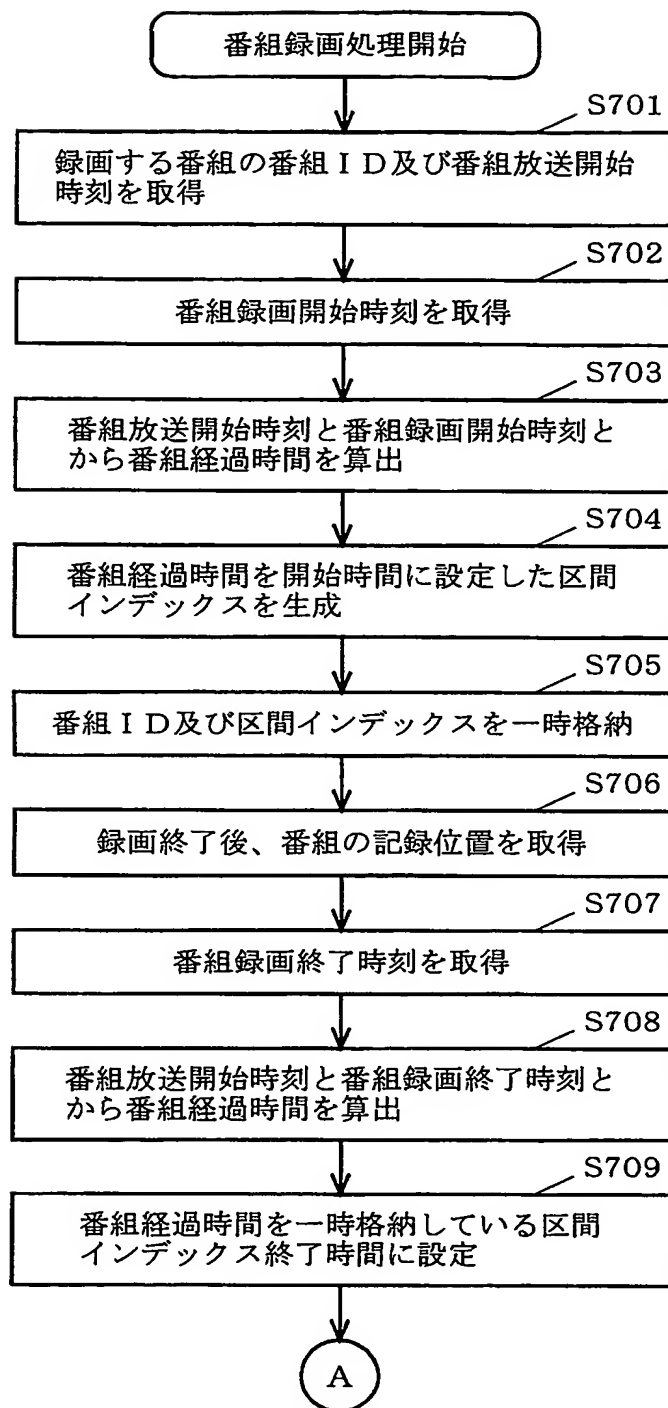 番組録画処理開始
S701
録画する番組の番組ＩＤ及び番組放送開始
時刻を取得
S702
番組録画開始時刻を取得
S703
番組放送開始時刻と番組録画開始時刻と
から番組経過時間を算出
S704
番組経過時間を開始時間に設定した区間
インデックスを生成
S705
番組ＩＤ及び区間インデックスを一時格納
S706
録画終了後、番組の記録位置を取得
S707
番組録画終了時刻を取得
S708
番組放送開始時刻と番組録画終了時刻と
から番組経過時間を算出
S709
番組経過時間を一時格納している区間
インデックス終了時間に設定
A